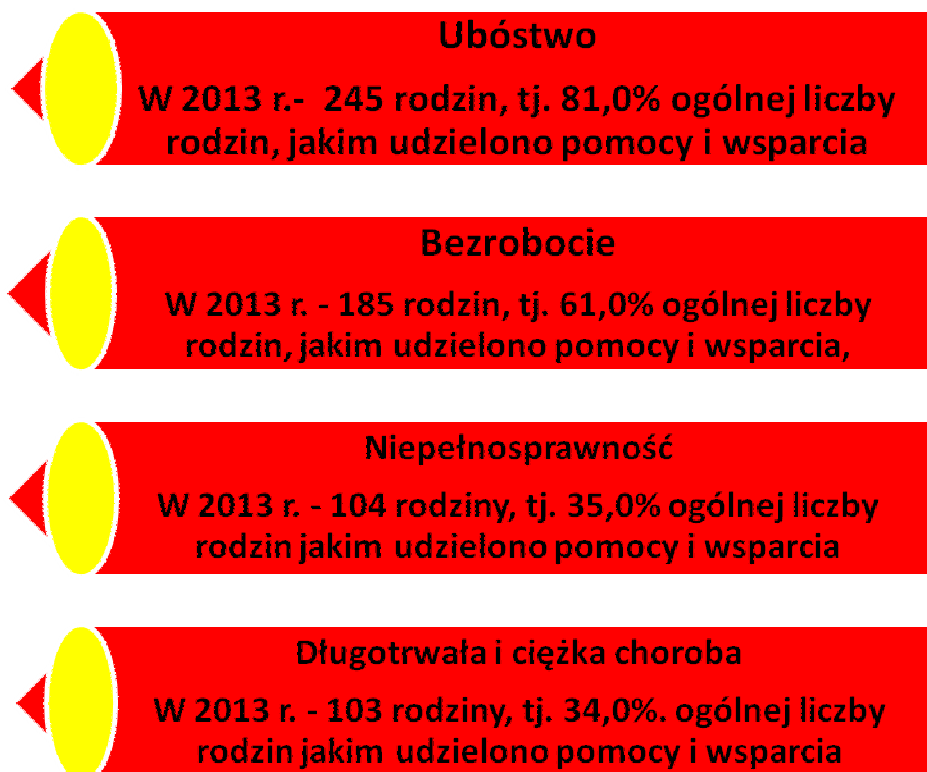 Ubóstwo
W 2013 r.- 245 rodzin, tj. 81,0% ogólnej liczby
rodzin, jakim udzielono pomocy i wsparcia
Bezrobocie
W 2013 r. - 185 rodzin, tj. 61,0% ogólnej liczby
rodzin, jakim udzielono pomocy i wsparcia,
Niepełnosprawność
W 2013 r. - 104 rodziny, tj. 35,0% ogólnej liczby
rodzin jakim udzielono pomocy i wsparcia
Długotrwała i ciężka choroba
W 2013 r. - 103 rodziny, tj. 34,0%. ogólnej liczby
rodzin jakim udzielono pomocy i wsparcia